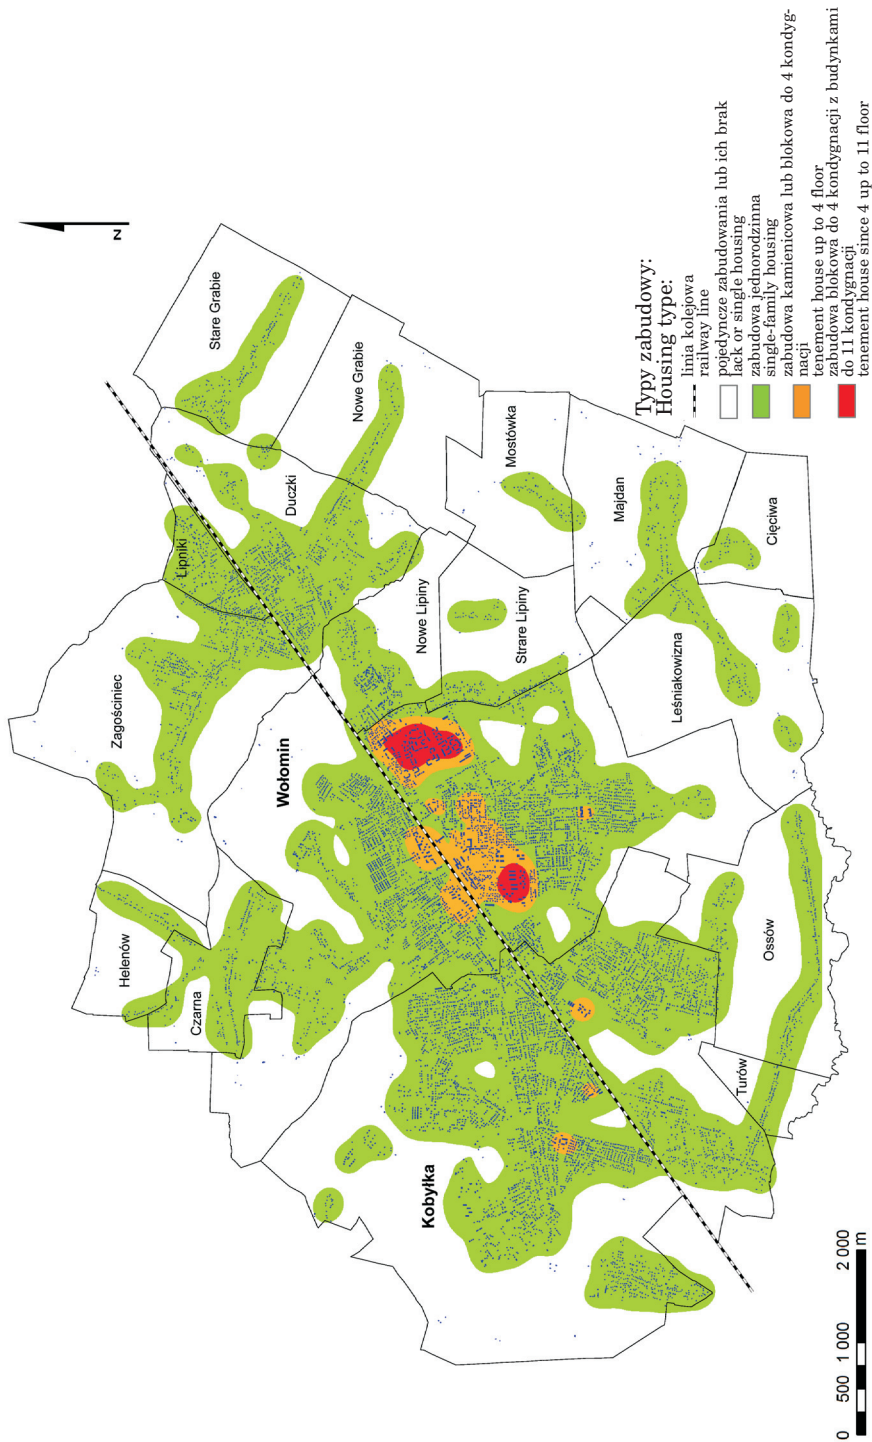 N
Stare Grabie
Nowe Grabie
Lipniki
Duczki
Zagościniec
Mostówka
Majdan
Cięciwa
Nowe Lipiny
Strare Lipiny
Leśniakowizna
Wołomin
Helenów
Czarna
Ossów
Turów
Kobyłka
Typy zabudowy:
Housing type:
linia kolejowa
railway line
pojedyncze zabudowania lub ich brak
lack or single housing
zabudowa jednorodzinna
single-family housing
zabudowa kamienicowa lub blokowa do 4 kondyg-
nacji
tenement house up to 4 floor
zabudowa blokowa do 4 kondygnacji z budynkami
do 11 kondygnacji
tenement house since 4 up to 11 floor
0 500 1 000 2 000
m